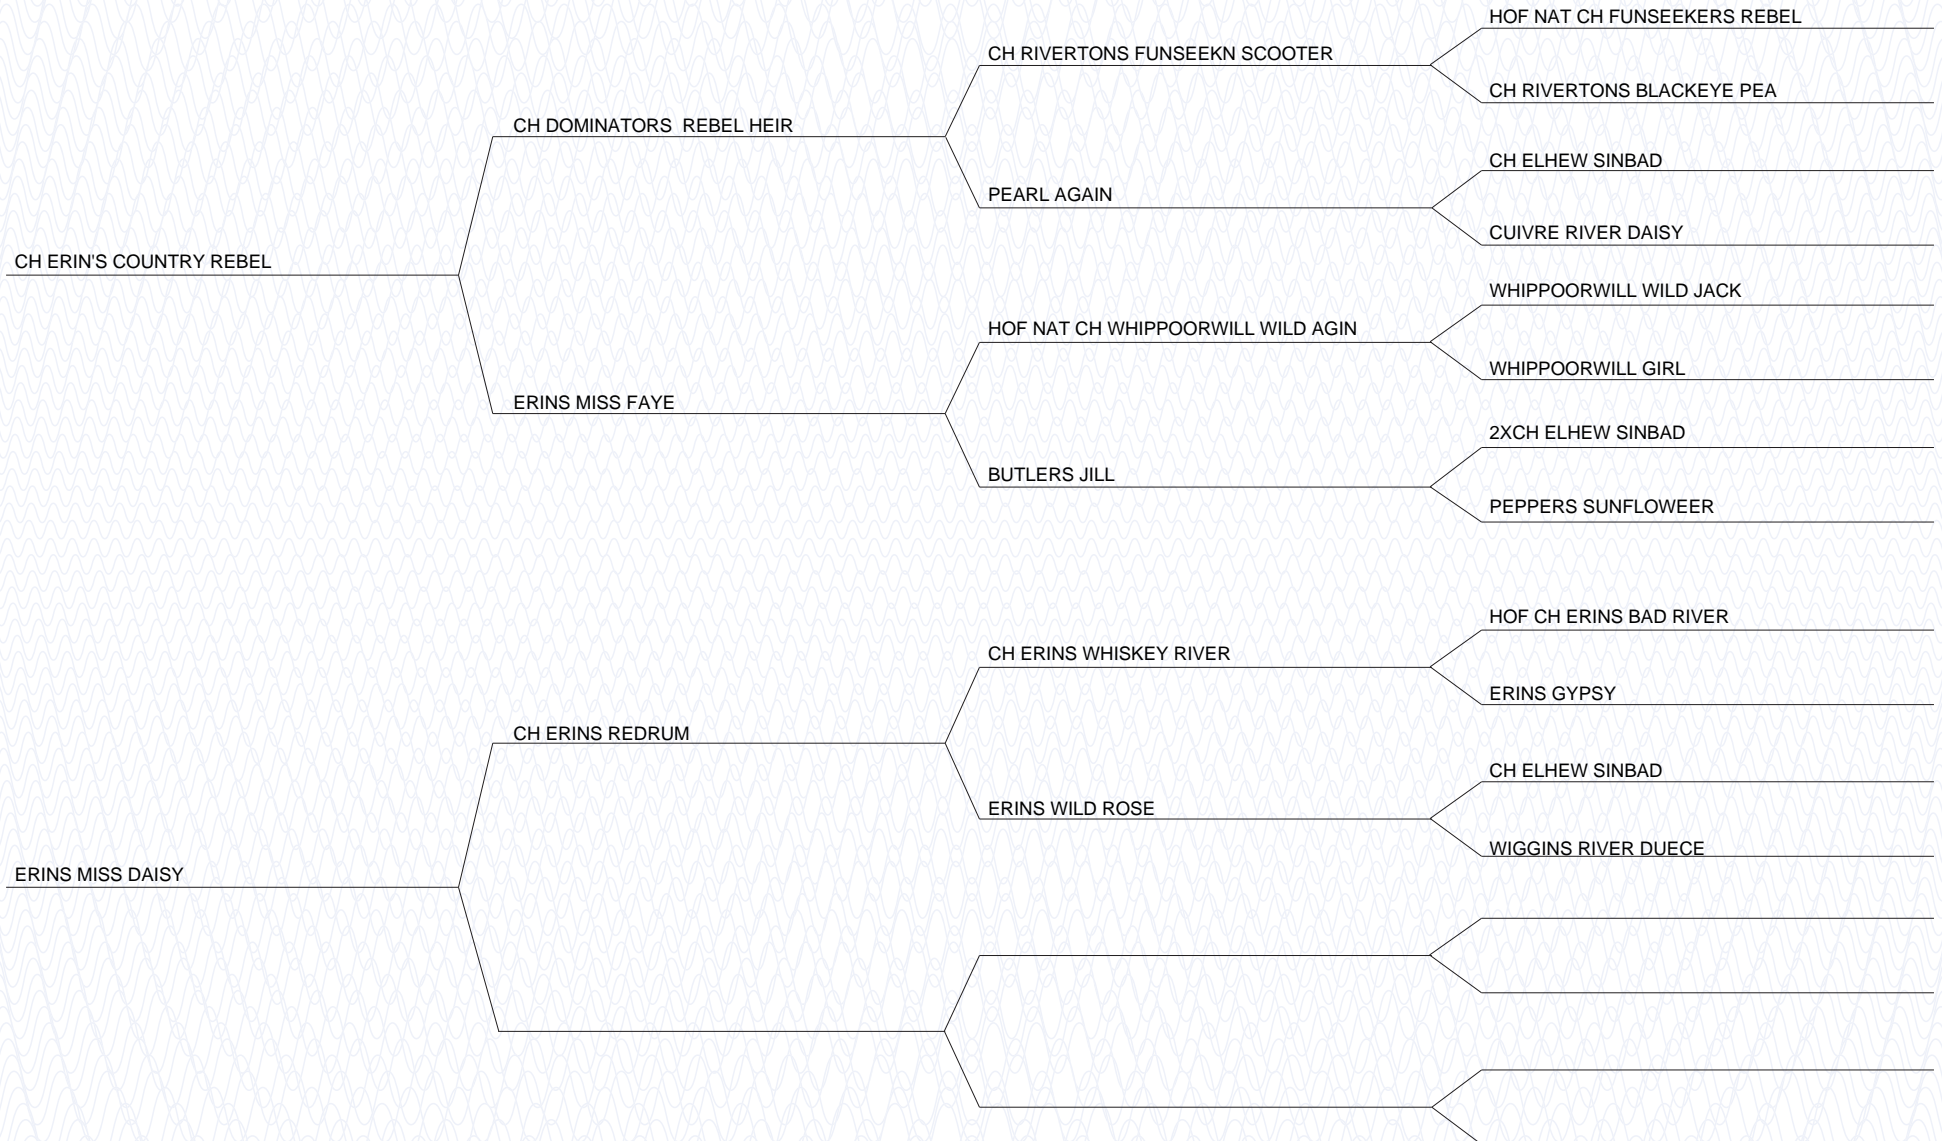 HOF NAT CH FUNSEEKERS REBEL
CH RIVERTONS FUNSEEKN SCOOTER
CH RIVERTONS BLACKEYE PEA
CH DOMINATORS  REBEL HEIR
CH ELHEW SINBAD
PEARL AGAIN
CUIVRE RIVER DAISY
CH ERIN'S COUNTRY REBEL
WHIPPOORWILL WILD JACK
HOF NAT CH WHIPPOORWILL WILD AGIN
WHIPPOORWILL GIRL
ERINS MISS FAYE
2XCH ELHEW SINBAD
BUTLERS JILL
PEPPERS SUNFLOWEER
HOF CH ERINS BAD RIVER
CH ERINS WHISKEY RIVER
ERINS GYPSY
CH ERINS REDRUM
CH ELHEW SINBAD
ERINS WILD ROSE
WIGGINS RIVER DUECE
ERINS MISS DAISY